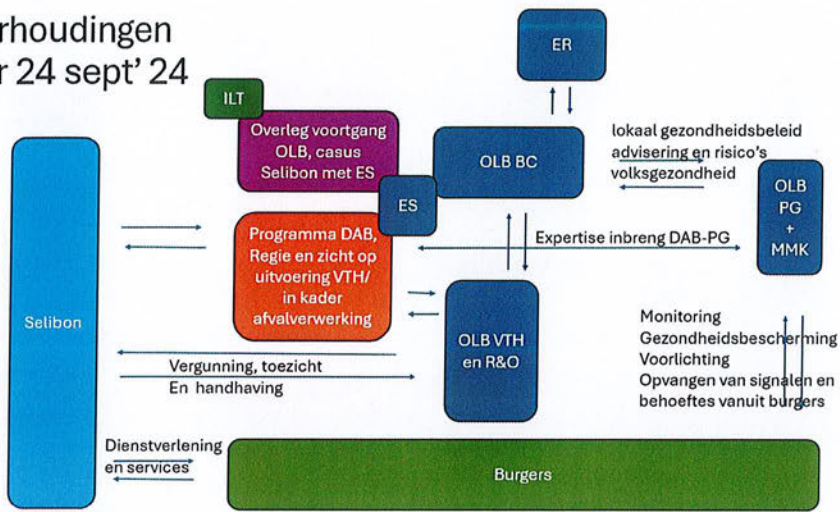 rhoudingen
r 24 sept' 24
ER
ILT
Overleg voortgang
OLB, casus
Selibon met ES
OLB BC
lokaal gezondheidsbeleid
advisering en risico's
volksgezondheid
OLB
PG
+
MMK
ES
Programma DAB,
Regie en zicht op
uitvoering VTH/
in kader
afvalverwerking
Expertise inbreng DAB-PG
Selibon
OLB VTH
en R&O
Monitoring
Gezondheidsbescherming
Voorlichting
Opvangen van signalen en
behoeftes vanuit burgers
Vergunning, toezicht
En handhaving
Dienstverlening
en services
Burgers